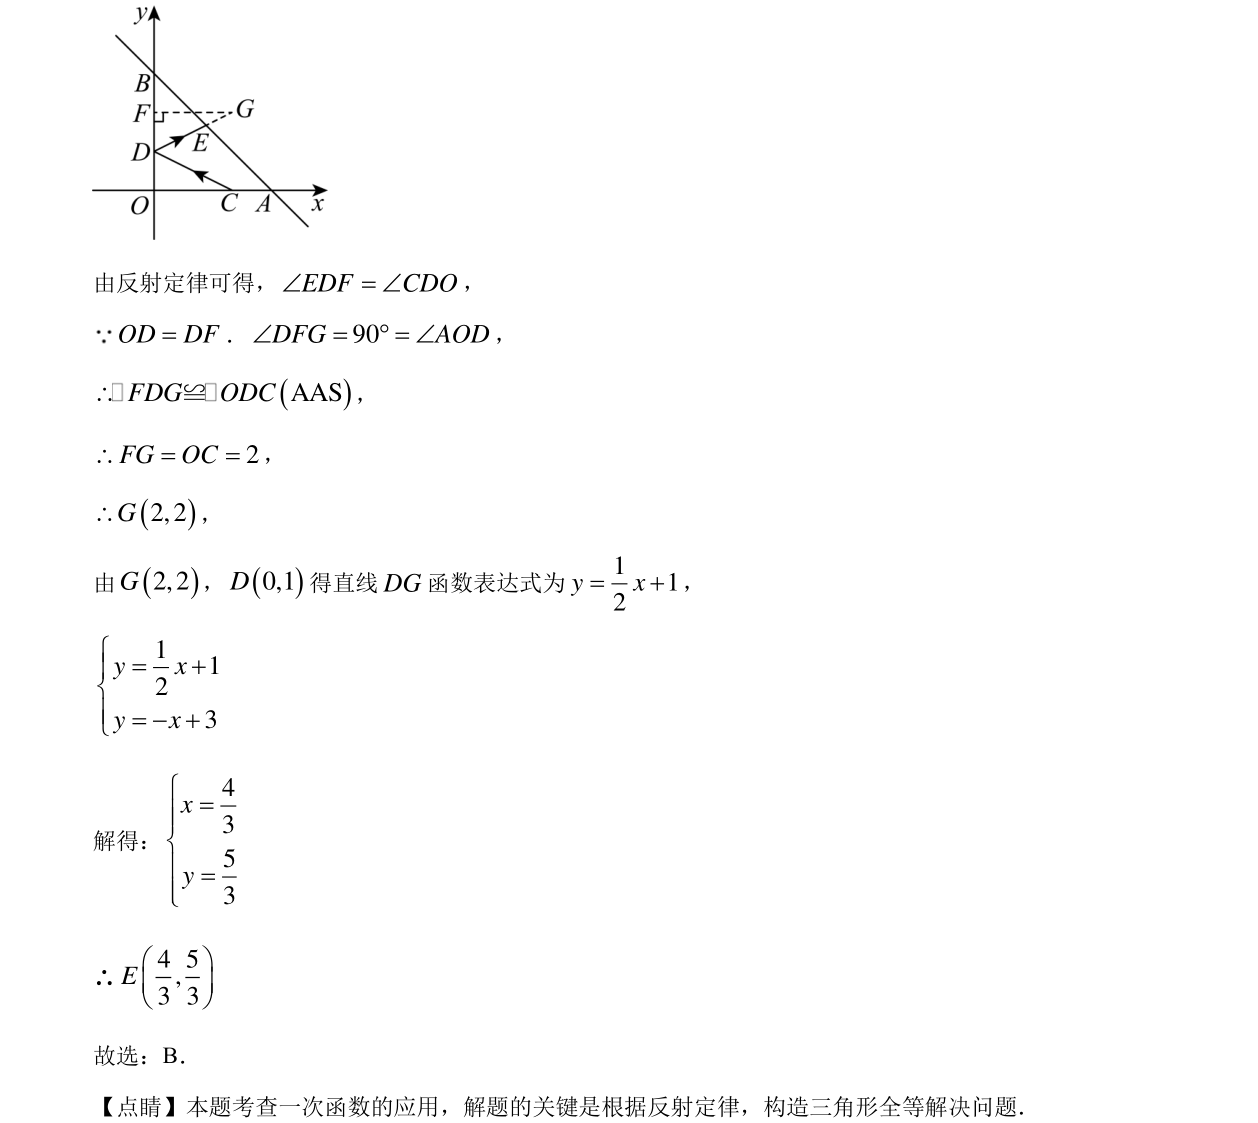 y
B
F
G
E
D
O
C
A
x
由反射定律可得，∠EDF = ∠CDO，
∵OD = DF． ∠DFG = 90° = ∠AOD，
∴□FDG≌□ODC(AAS)，
∴FG = OC = 2，
∴G(2,2)，
由G(2,2)，D(0,1)得直线DG函数表达式为y = 1/2 x+1，
{ y = 1/2 x+1
y = −x+3
解得：{ x = 4/3
y = 5/3
∴E(4/3, 5/3)
故选：B．
【点睛】本题考查一次函数的应用，解题的关键是根据反射定律，构造三角形全等解决问题．